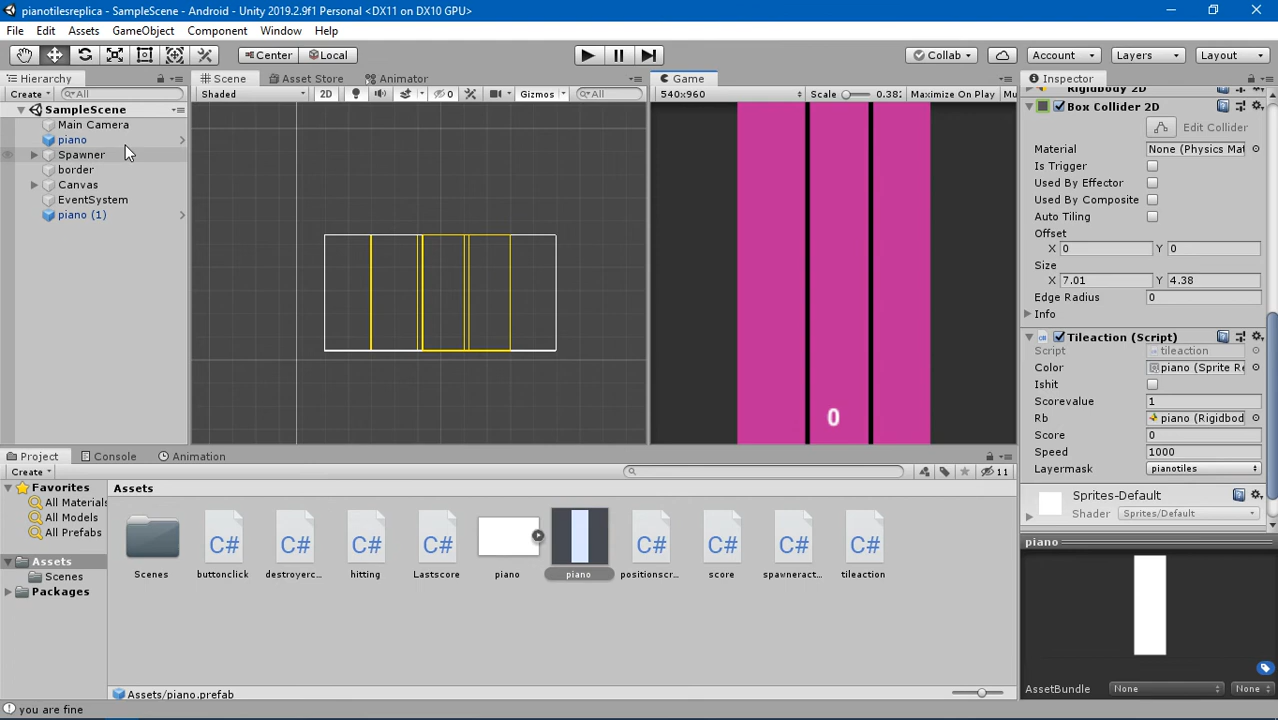 pianotilesreplica - SampleScene - Android - Unity 2019.2.9f1 Personal <DX11 on DX10 GPU>
File Edit Assets GameObject Component Window Help
Center Local Collab Account Layers Layout
Hierarchy Scene Asset Store Animator Game Inspector
Create All Shaded 2D 0 Gizmos All 540x960 Scale 0.38 Maximize On Play Mu
Rigidbody 2D
SampleScene
Main Camera
piano
Spawner
border
Canvas
EventSystem
piano (1)
0
Box Collider 2D
Edit Collider
Material None (Physics Mat
Is Trigger
Used By Effector
Used By Composite
Auto Tiling
Offset
X 0 Y 0
Size
X 7.01 Y 4.38
Edge Radius 0
Info
Tileaction (Script)
Script tileaction
Color piano (Sprite Re
Ishit
Scorevalue 1
Rb piano (Rigidbod
Score 0
Speed 1000
Layermask pianotiles
Sprites-Default
Shader Sprites/Default
Project Console Animation
Create 11
Favorites
All Materials
All Models
All Prefabs
Assets
Scenes
Packages
Assets
Scenes buttonclick destroyerc... hitting Lastscore piano piano positionscr... score spawneract... tileaction
Assets/piano.prefab
piano
AssetBundle None None
you are fine